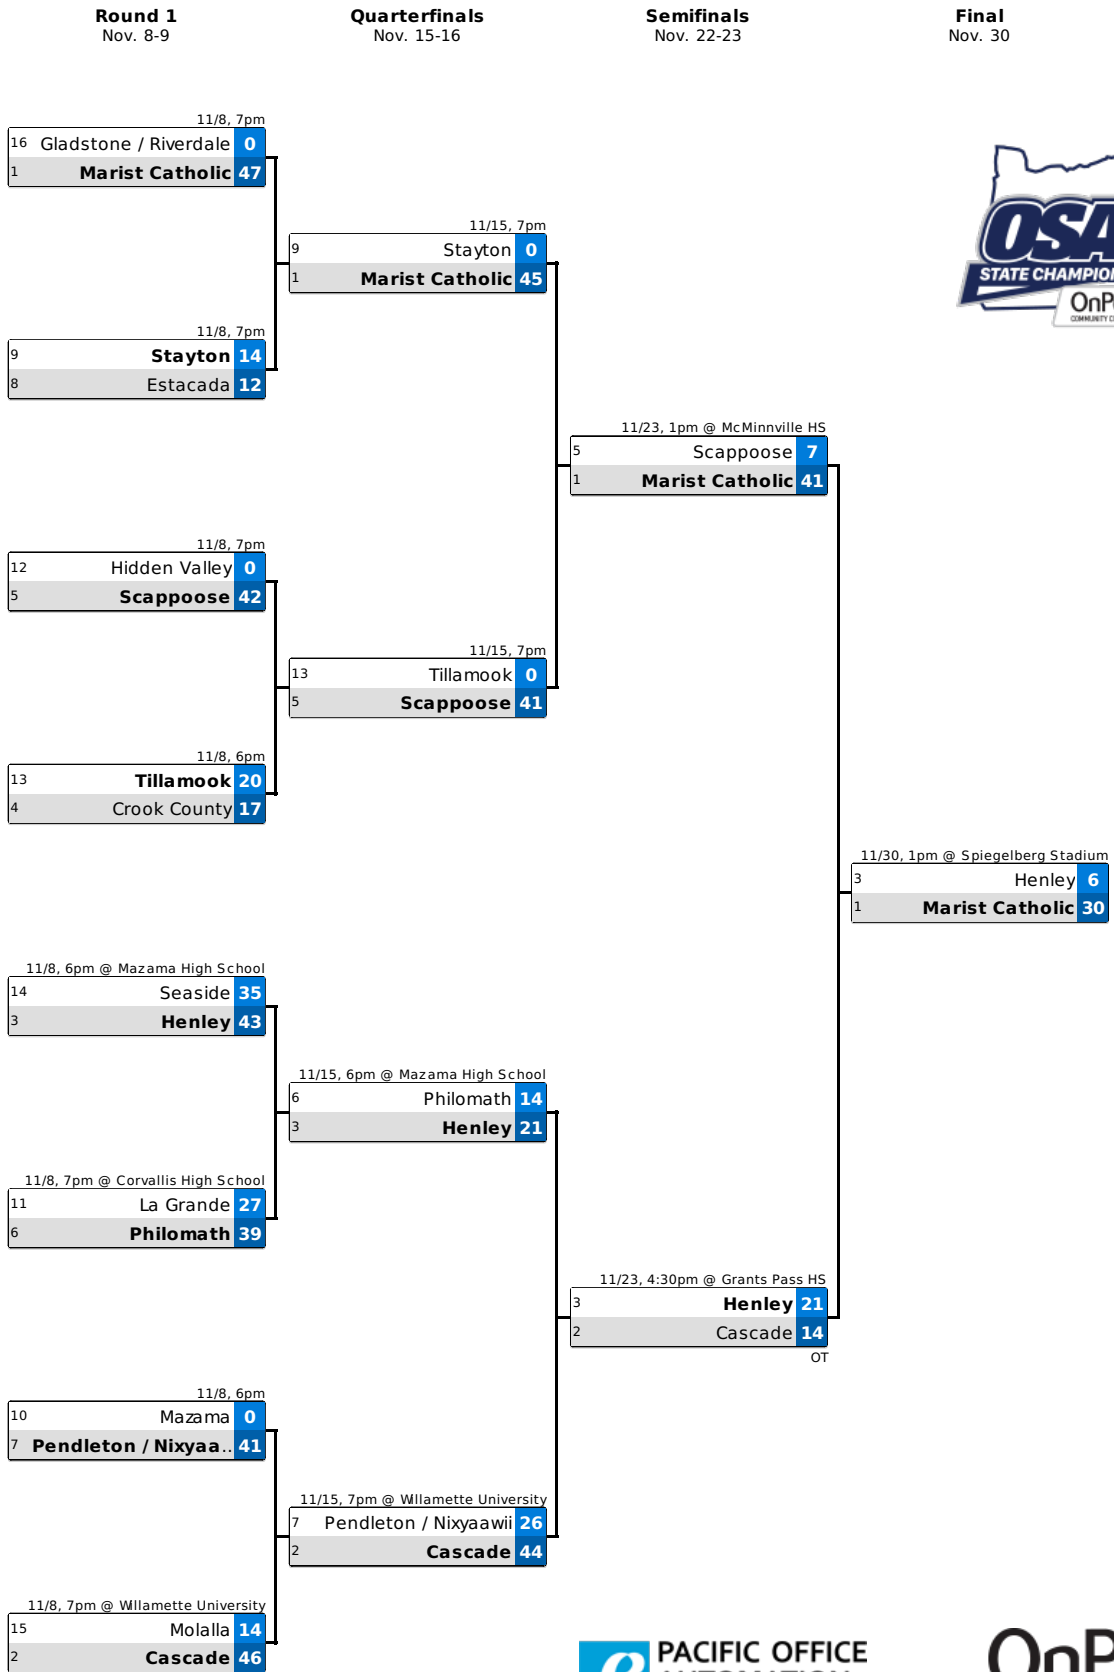 Round 1
Nov. 8-9
Quarterfinals
Nov. 15-16
Semifinals
Nov. 22-23
Final
Nov. 30
11/8, 7pm
16 Gladstone / Riverdale 0
1 Marist Catholic 47
11/15, 7pm
9 Stayton 0
1 Marist Catholic 45
OSA
STATE CHAMPION
OnP
11/8, 7pm
9 Stayton 14
8 Estacada 12
11/23, 1pm @ McMinnville HS
5 Scappoose 7
1 Marist Catholic 41
11/8, 7pm
12 Hidden Valley 0
5 Scappoose 42
11/15, 7pm
13 Tillamook 0
5 Scappoose 41
11/8, 6pm
13 Tillamook 20
4 Crook County 17
11/30, 1pm @ Spiegelberg Stadium
3 Henley 6
1 Marist Catholic 30
11/8, 6pm @ Mazama High School
14 Seaside 35
3 Henley 43
11/15, 6pm @ Mazama High School
6 Philomath 14
3 Henley 21
11/8, 7pm @ Corvallis High School
11 La Grande 27
6 Philomath 39
11/23, 4:30pm @ Grants Pass HS
3 Henley 21
2 Cascade 14
OT
11/8, 6pm
10 Mazama 0
7 Pendleton / Nixyaa.. 41
11/15, 7pm @ Willamette University
7 Pendleton / Nixyaawii 26
2 Cascade 44
11/8, 7pm @ Willamette University
15 Molalla 14
2 Cascade 46
PACIFIC OFFICE
AUTOMATION
OnP